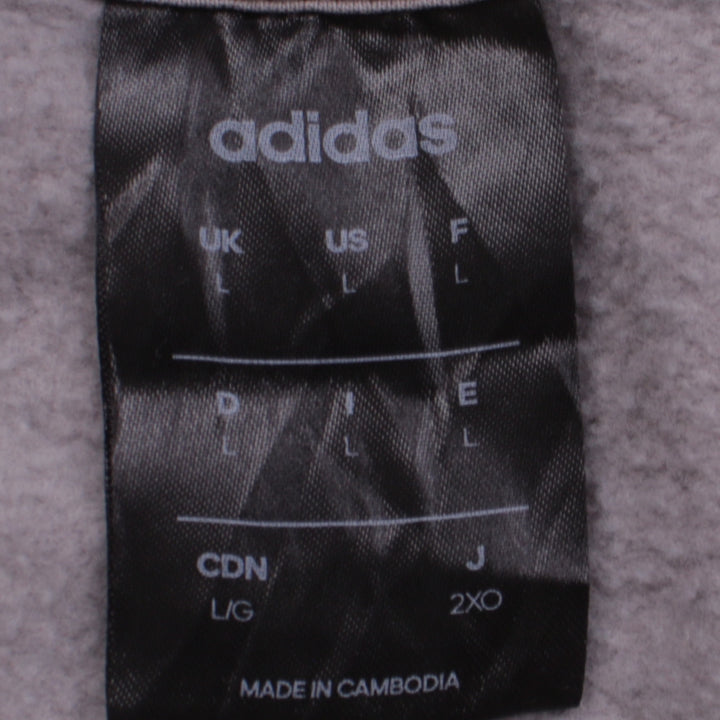 adidas
UK US F
L L L
D I E
L L L
CDN J
L/G 2XO
MADE IN CAMBODIA